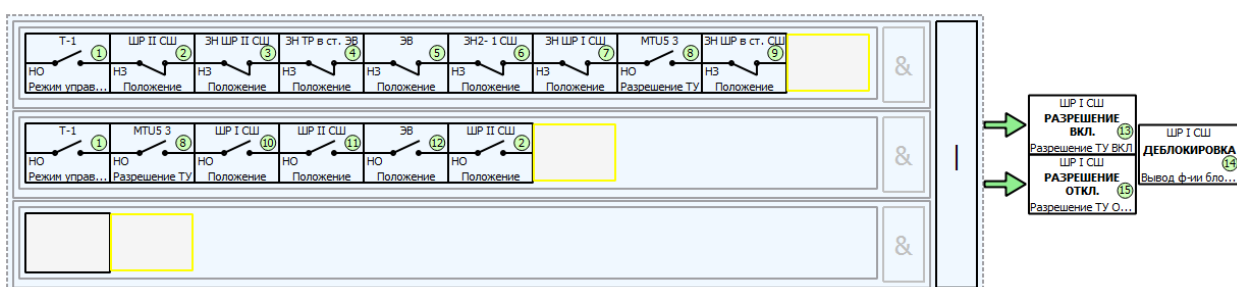 Т-1 ШР II СШ ЗН ШР II СШ ЗН ТР в ст. ЭВ ЭВ ЗН2- 1 СШ ЗН ШР I СШ MTU5 3 ЗН ШР в ст. СШ
1 2 3 4 5 6 7 8 9
НО НЗ НЗ НЗ НЗ НЗ НЗ НО НЗ
Режим управ... Положение Положение Положение Положение Положение Положение Разрешение ТУ Положение
&
Т-1 MTU5 3 ШР I СШ ШР II СШ ЭВ ШР II СШ
1 8 10 11 12 2
НО НО НО НО НО НО
Режим управ... Разрешение ТУ Положение Положение Положение Положение
&
&
|
ШР I СШ
РАЗРЕШЕНИЕ
ВКЛ. 13
Разрешение ТУ ВКЛ
ШР I СШ
РАЗРЕШЕНИЕ
ОТКЛ. 15
Разрешение ТУ О...
ШР I СШ
ДЕБЛОКИРОВКА
14
Вывод ф-ии бло...